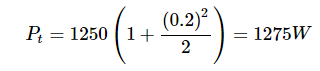 P_t = 1250 ( 1 + (0.2)^2 / 2 ) = 1275W